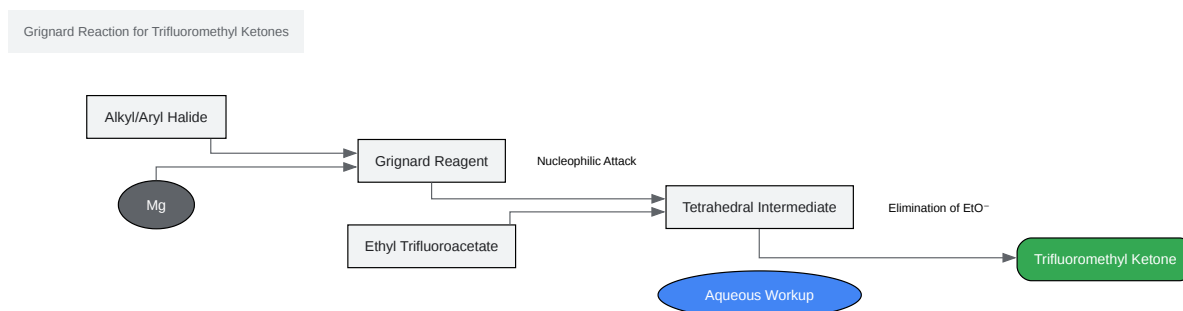 Grignard Reaction for Trifluoromethyl Ketones
Alkyl/Aryl Halide
Mg
Grignard Reagent
Nucleophilic Attack
Ethyl Trifluoroacetate
Tetrahedral Intermediate
Elimination of EtO⁻
Aqueous Workup
Trifluoromethyl Ketone